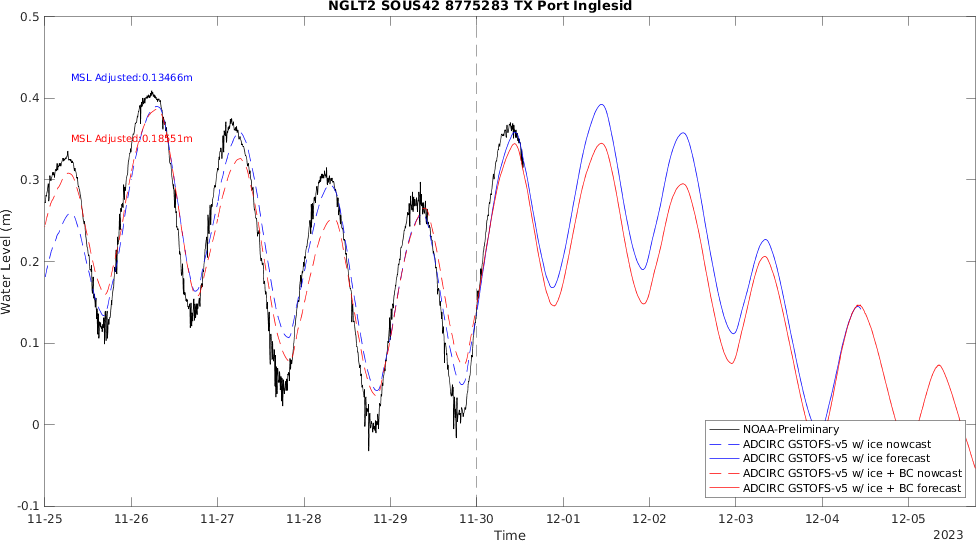 NGLT2 SOUS42 8775283 TX Port Inglesid
MSL Adjusted:0.13466m
MSL Adjusted:0.18551m
Water Level (m)
0.5
0.4
0.3
0.2
0.1
0
-0.1
11-25 11-26 11-27 11-28 11-29 11-30 12-01 12-02 12-03 12-04 12-05
Time
2023
NOAA-Preliminary
ADCIRC GSTOFS-v5 w/ ice nowcast
ADCIRC GSTOFS-v5 w/ ice forecast
ADCIRC GSTOFS-v5 w/ ice + BC nowcast
ADCIRC GSTOFS-v5 w/ ice + BC forecast